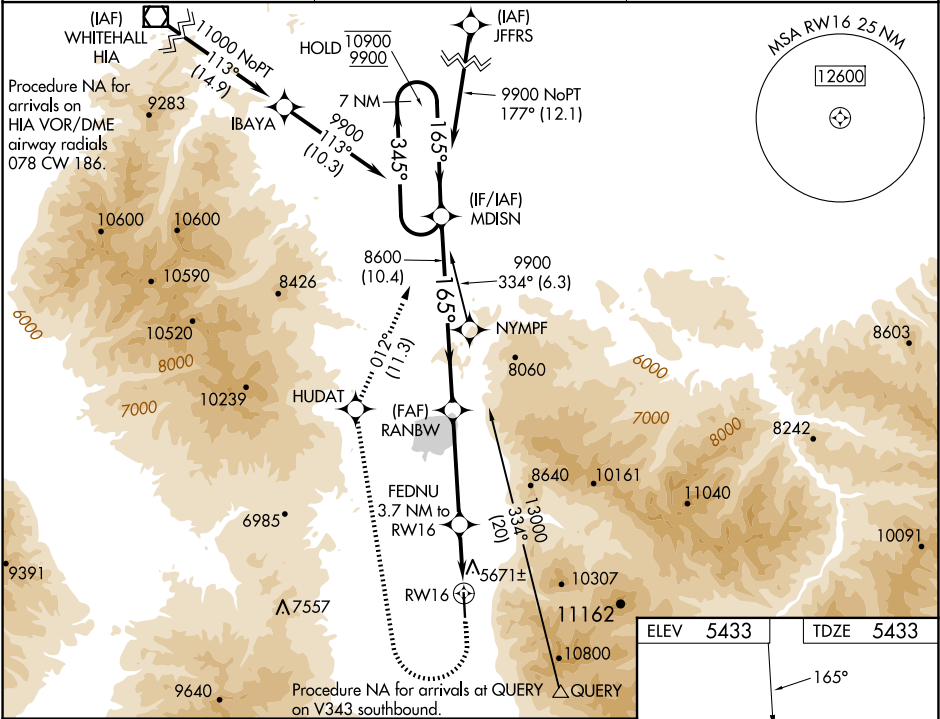 (IAF)
WHITEHALL
HIA
11000 NoPT
113°
(14.9)
Procedure NA for
arrivals on
HIA VOR/DME
airway radials
078 CW 186.
9283
IBAYA
9900
113°
(10.3)
HOLD 10900
9900
7 NM
345°
165°
(IAF)
JFFRS
9900 NoPT
177° (12.1)
MSA RW16 25 NM
12600
(IF/IAF)
MDISN
10600
10600
10590
8426
10520
6000
8000
7000
10239
8600
(10.4)
165°
9900
334° (6.3)
NYMPF
8060
6000
7000
8000
8603
8242
012°
(11.3)
HUDAT
(FAF)
RANBW
8640
10161
11040
13000
334°
(20)
FEDNU
3.7 NM to
RW16
6985
10091
9391
5671±
RW16
10307
11162
7557
10800
9640
Procedure NA for arrivals at QUERY
on V343 southbound.
QUERY
ELEV 5433
TDZE 5433
165°